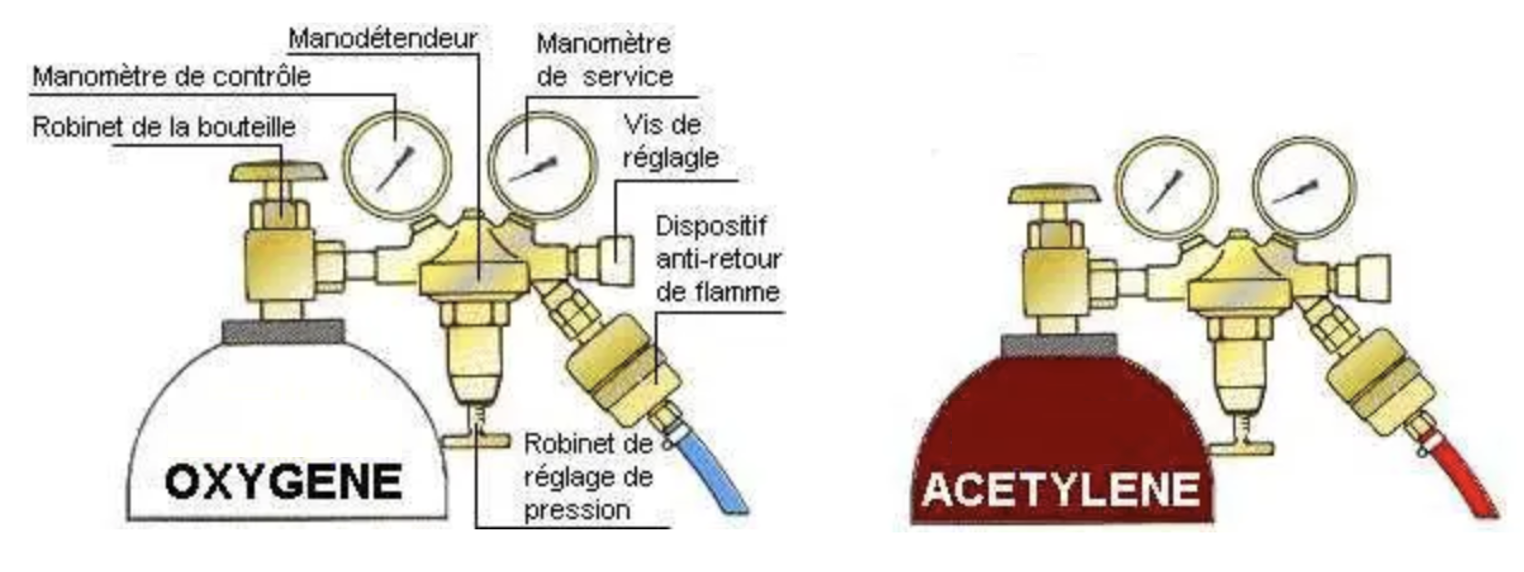 Manodétendeur
Manomètre
de service
Manomètre de contrôle
Robinet de la bouteille
Vis de
réglagle
Dispositif
anti-retour
de flamme
Robinet de
réglage de
pression
OXYGENE
ACETYLENE